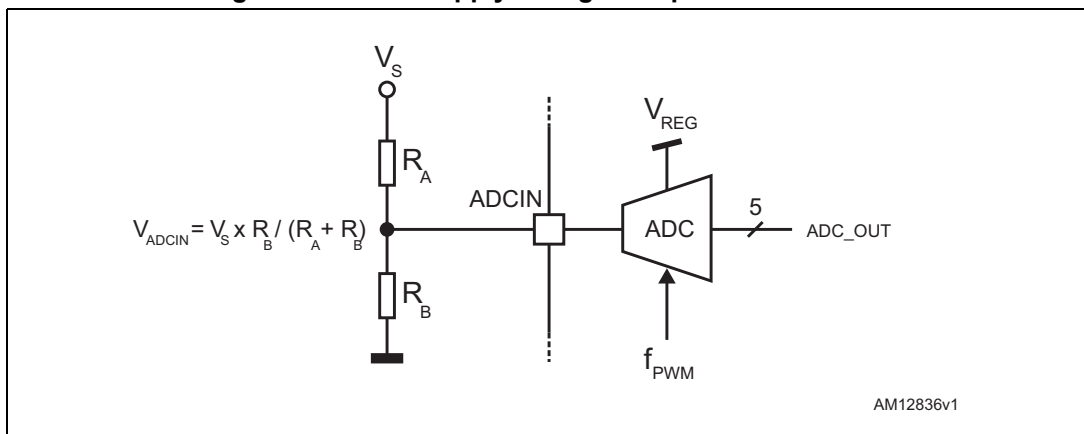 V_S
V_REG
R_A
ADCIN
5
V_ADCIN = V_S x R_B / (R_A + R_B)
ADC
ADC_OUT
R_B
f_PWM
AM12836v1